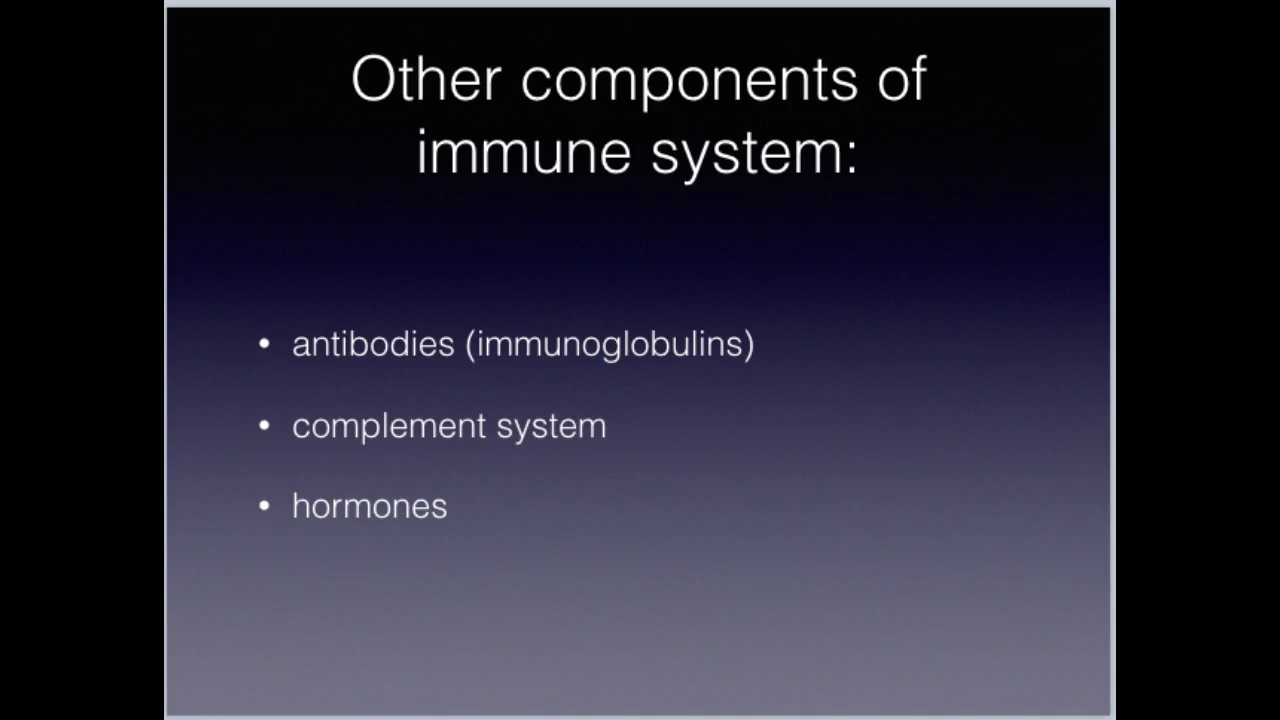 Other components of
immune system:
• antibodies (immunoglobulins)
• complement system
• hormones